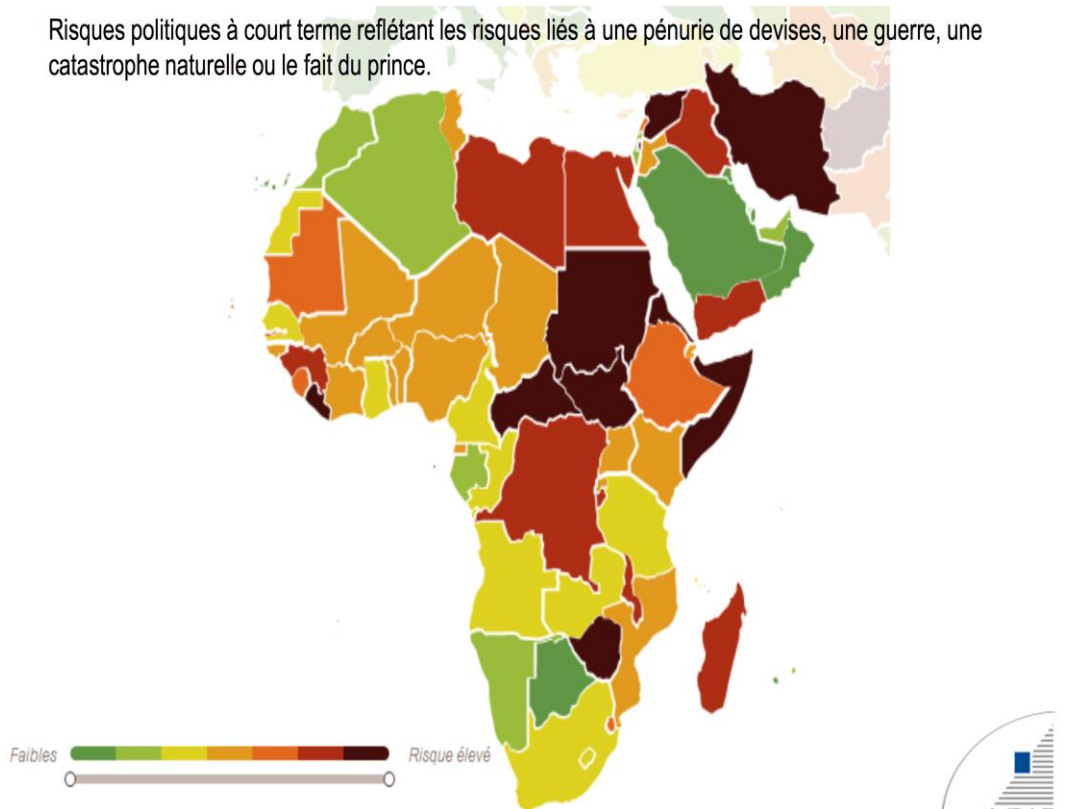 Risques politiques à court terme reflétant les risques liés à une pénurie de devises, une guerre, une
catastrophe naturelle ou le fait du prince.
Faibles
Risque élevé